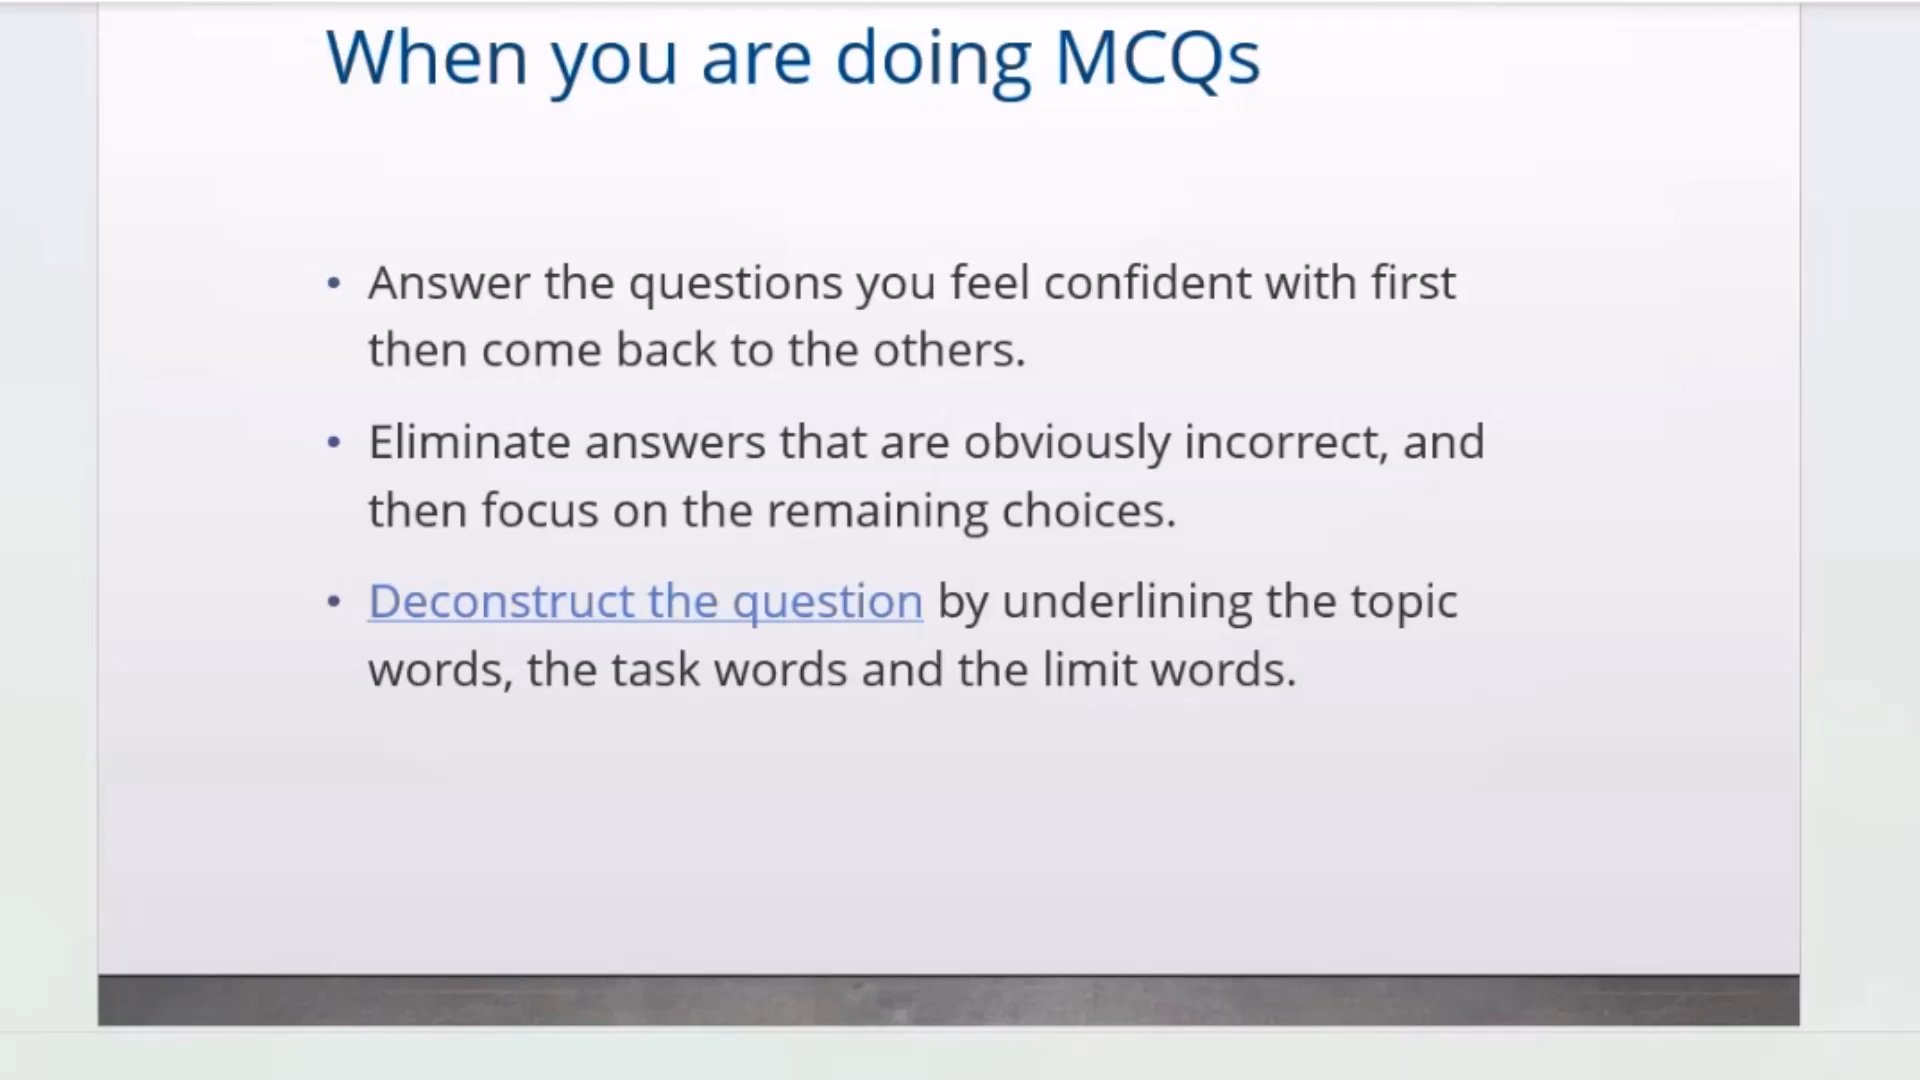 When you are doing MCQs
• Answer the questions you feel confident with first
then come back to the others.
• Eliminate answers that are obviously incorrect, and
then focus on the remaining choices.
• Deconstruct the question by underlining the topic
words, the task words and the limit words.